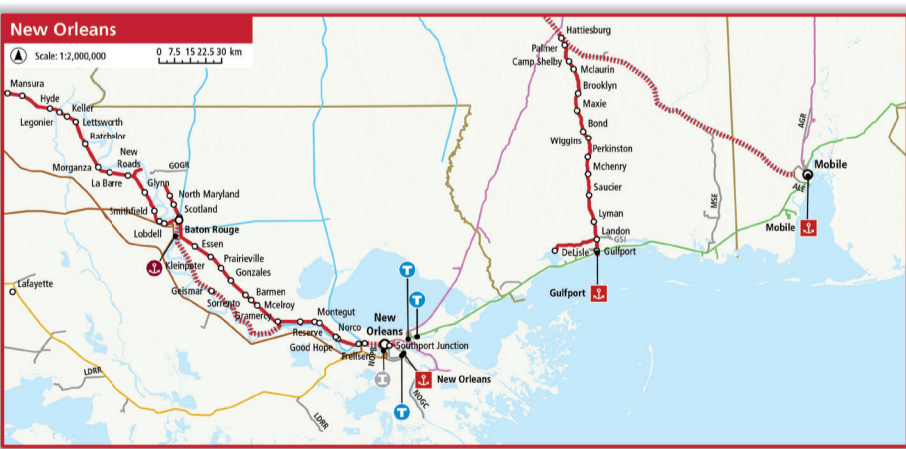 New Orleans
Scale: 1:2,000,000
0 7.5 15 22.5 30 km
Hattiesburg
Palmer
Camp Shelby
Mclaurin
Brooklyn
Maxie
Bond
Wiggins
Perkinston
Mchenry
Saucier
Lyman
Landon
GSI
DeLisle
Gulfport
Gulfport
MSE
AGR
Mobile
ALE
Mobile
Mansura
Hyde
Keller
Legonier
Lettsworth
Batchelor
New
Roads
GOGR
Morganza
La Barre
Glynn
North Maryland
Smithfield
Scotland
Lobdell
Baton Rouge
Essen
Kleinpeter
Prairieville
Gonzales
Geismar
Barmen
Sorrento
Mcelroy
Gramercy
Lafayette
Montegut
Reserve
Norco
New
Orleans
Good Hope
Frellsen
Southport Junction
NOPB
T
T
I
New Orleans
T
NOGC
LDRR
LDRR